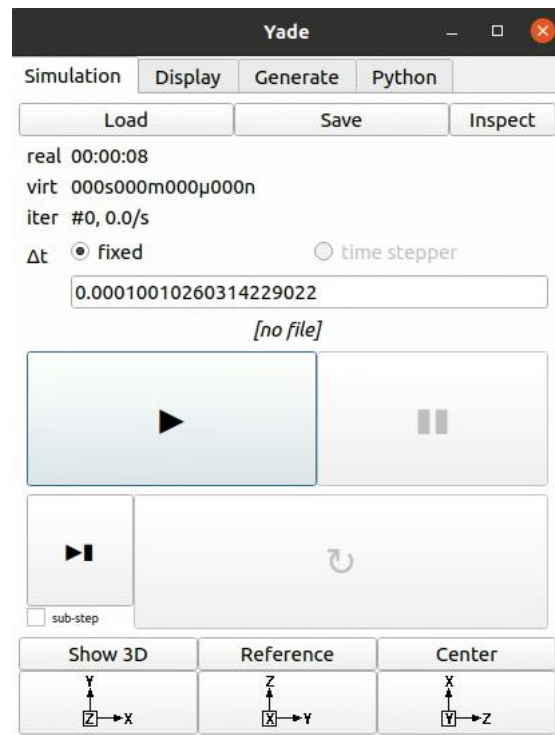 Yade
Simulation Display Generate Python
Load Save Inspect
real 00:00:08
virt 000s000m000µ000n
iter #0, 0.0/s
Δt fixed time stepper
0.00010010260314229022
[no file]
sub-step
Show 3D Reference Center
Y Z X
Z X X Y Y Z